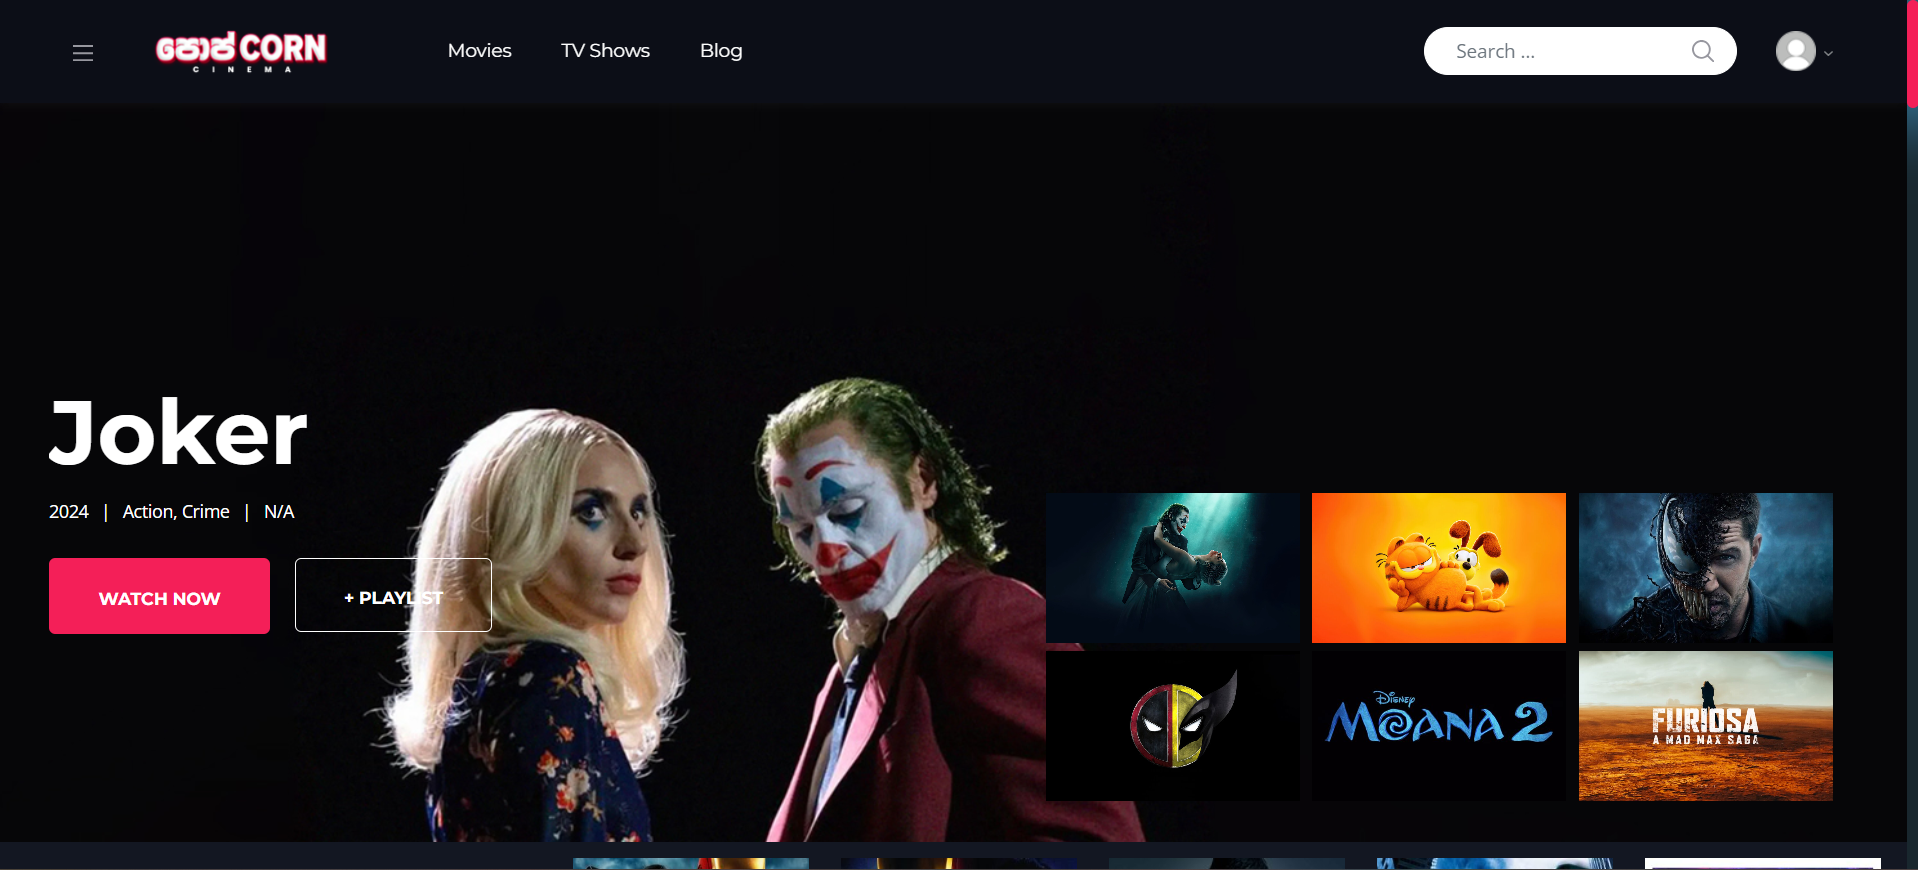 පොප් CORN
CINEMA
Movies
TV Shows
Blog
Search ...
Joker
2024 | Action, Crime | N/A
WATCH NOW
+ PLAYLIST
Disney
MOANA 2
FURIOSA
A MAD MAX SAGA